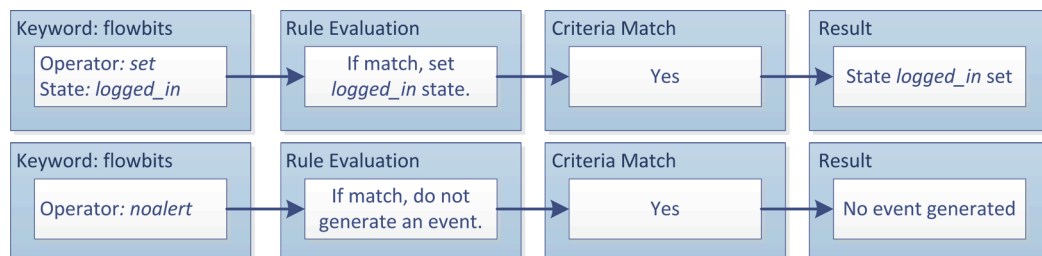 Keyword: flowbits
Operator: set
State: logged_in
Rule Evaluation
If match, set
logged_in state.
Criteria Match
Yes
Result
State logged_in set
Keyword: flowbits
Operator: noalert
Rule Evaluation
If match, do not
generate an event.
Criteria Match
Yes
Result
No event generated